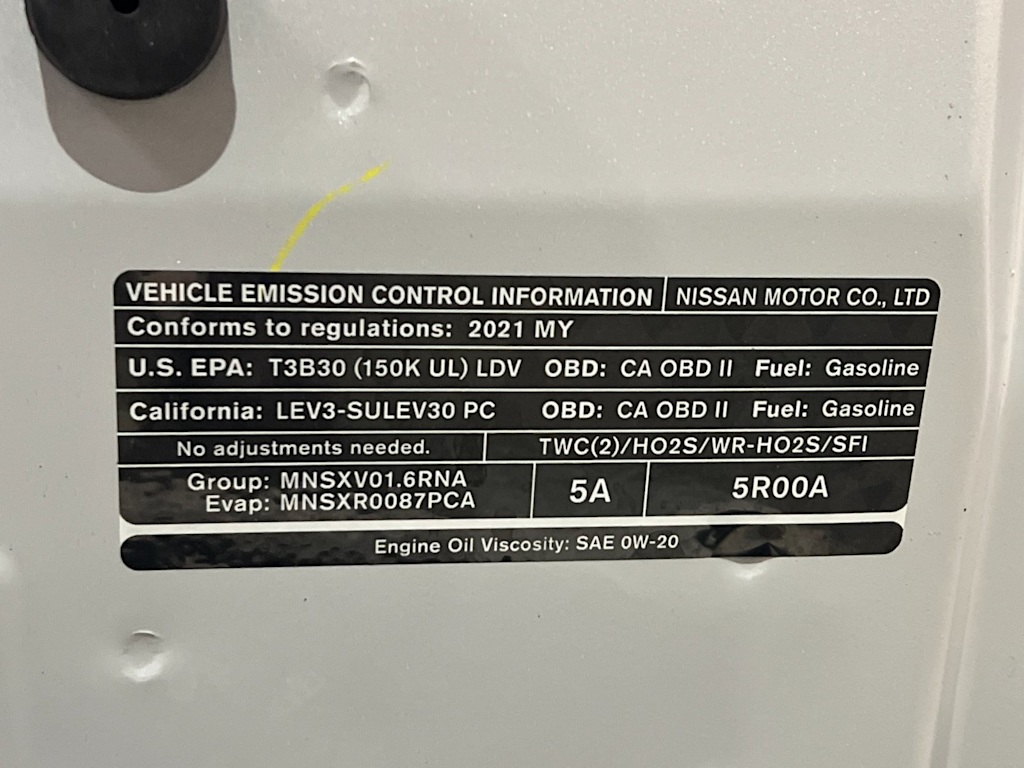 VEHICLE EMISSION CONTROL INFORMATION NISSAN MOTOR CO., LTD
Conforms to regulations: 2021 MY
U.S. EPA: T3B30 (150K UL) LDV OBD: CA OBD II Fuel: Gasoline
California: LEV3-SULEV30 PC OBD: CA OBD II Fuel: Gasoline
No adjustments needed. TWC(2)/HO2S/WR-HO2S/SFI
Group: MNSXV01.6RNA
Evap: MNSXR0087PCA
5A
5R00A
Engine Oil Viscosity: SAE 0W-20